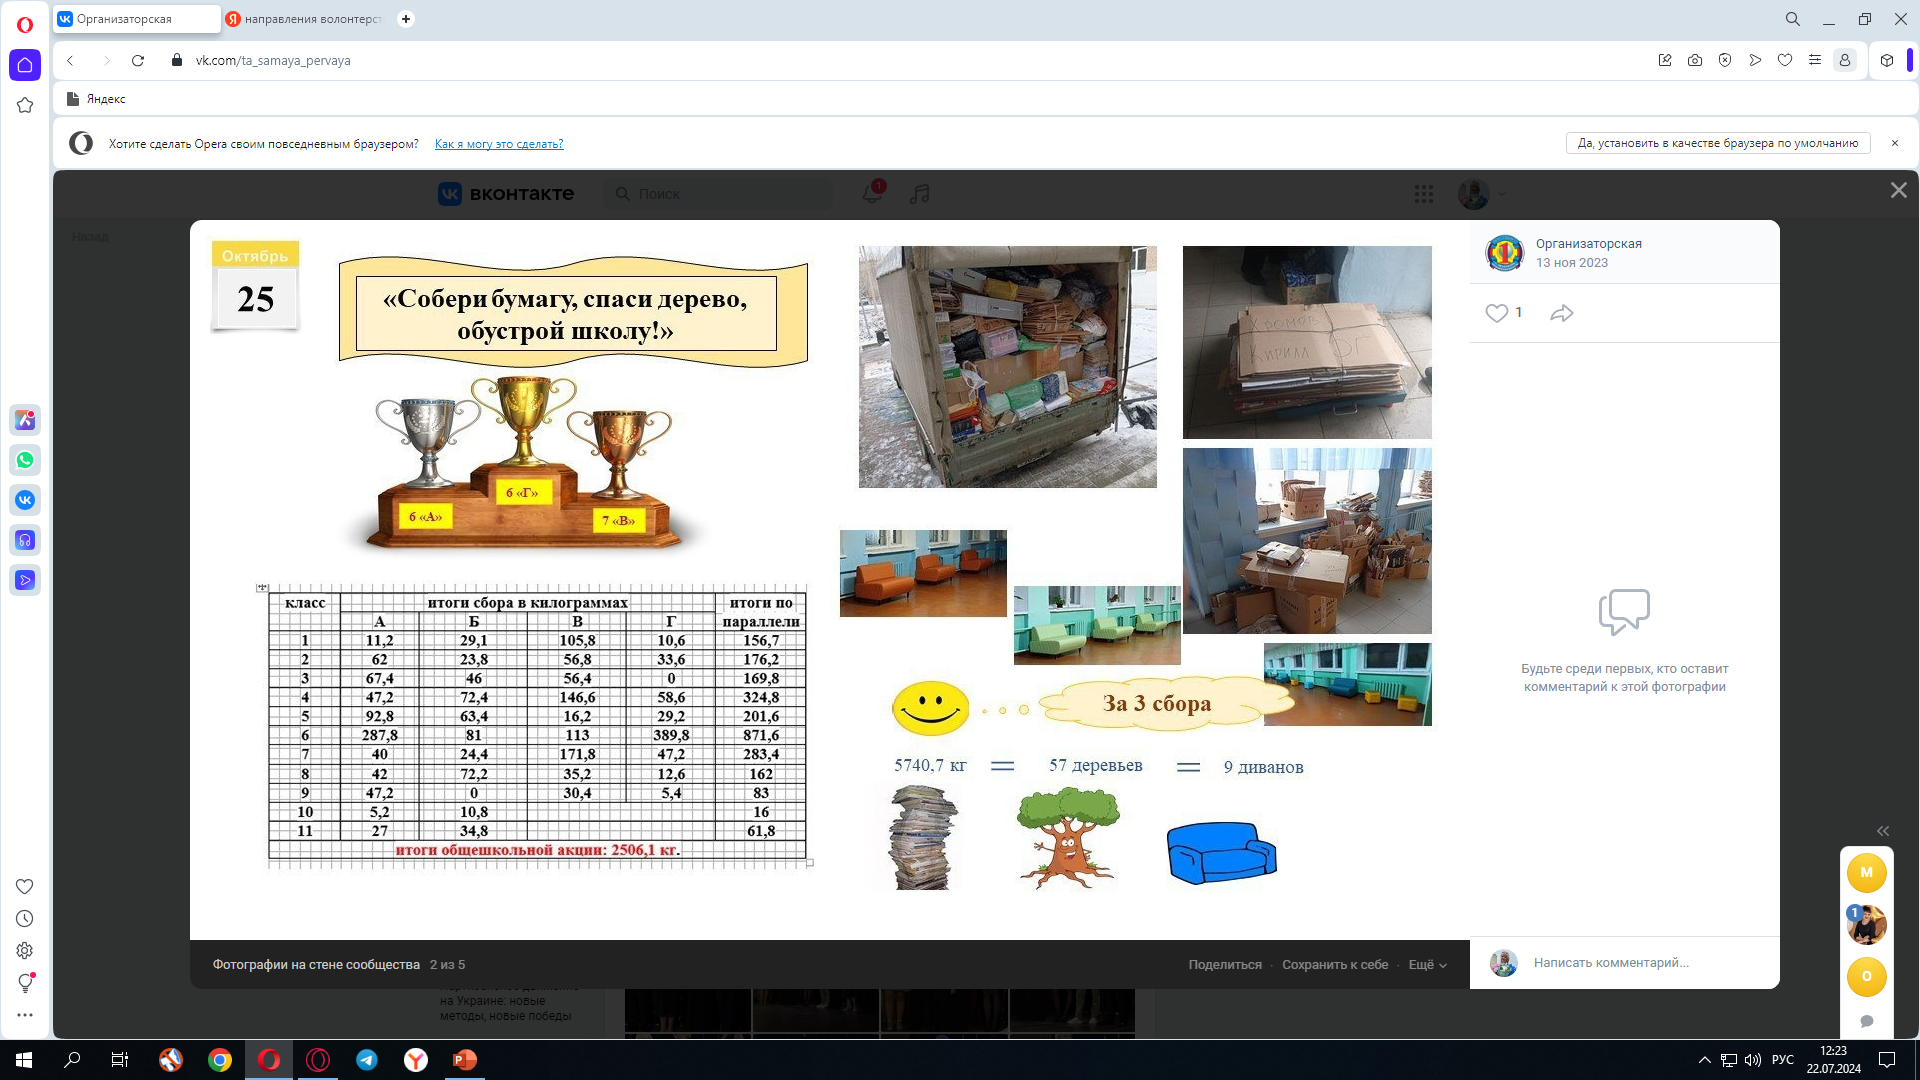 Организаторская
направления волонтерст
vk.com/ta_samaya_pervaya
Яндекс
Хотите сделать Opera своим повседневным браузером? Как я могу это сделать?
Да, установить в качестве браузера по умолчанию
вконтакте
Поиск
1
Назад
Октябрь
25
«Собери бумагу, спаси дерево,
обустрой школу!»
6 «Г»
6 «А»
7 «В»
класс итоги сбора в килограммах итоги по
параллели
А Б В Г
1 11,2 29,1 105,8 10,6 156,7
2 62 23,8 56,8 33,6 176,2
3 67,4 46 56,4 0 169,8
4 47,2 72,4 146,6 58,6 324,8
5 92,8 63,4 16,2 29,2 201,6
6 287,8 81 113 389,8 871,6
7 40 24,4 171,8 47,2 283,4
8 42 72,2 35,2 12,6 162
9 47,2 0 30,4 5,4 83
10 5,2 10,8 16
11 27 34,8 61,8
итоги общешкольной акции: 2506,1 кг.
Хромов
Кирилл 5Г
За 3 сбора
5740,7 кг = 57 деревьев = 9 диванов
Организаторская
13 ноя 2023
1
Будьте среди первых, кто оставит
комментарий к этой фотографии
Написать комментарий...
Фотографии на стене сообщества 2 из 5
Поделиться · Сохранить к себе · Ещё
на Украине: новые
методы, новые победы
М
1
О
РУС
12:23
22.07.2024